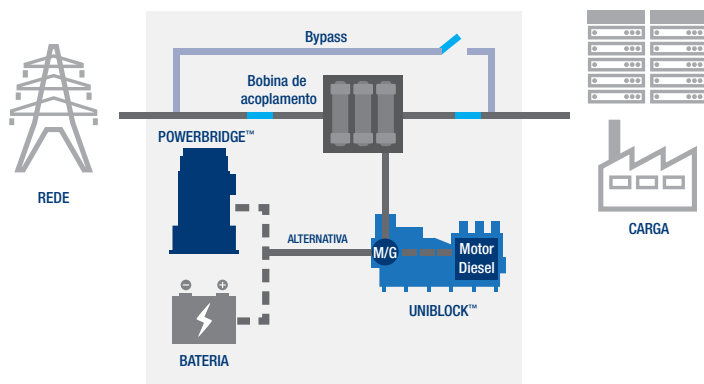 Bypass
Bobina
de acoplamento
POWERBRIDGE™
REDE
ALTERNATIVA
M/G
Motor
Diesel
UNIBLOCK™
BATERIA
CARGA